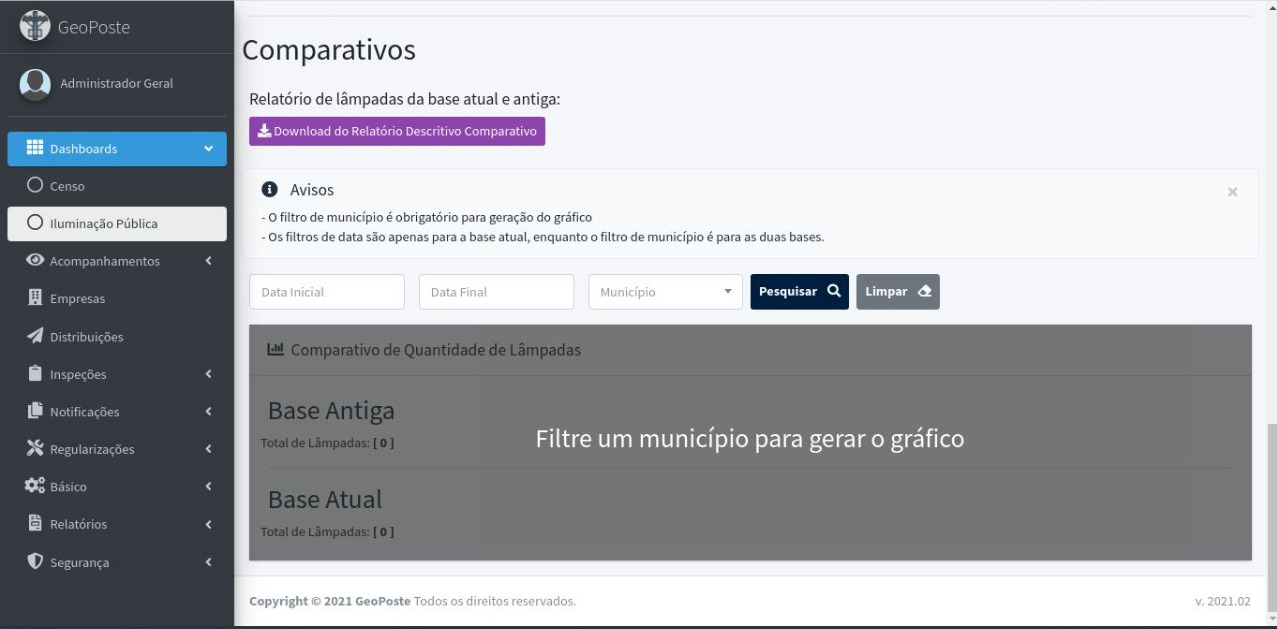 GeoPoste
Administrador Geral
Dashboards
Censo
Iluminação Pública
Acompanhamentos
Empresas
Distribuições
Inspeções
Notificações
Regularizações
Básico
Relatórios
Segurança
Comparativos
Relatório de lâmpadas da base atual e antiga:
Download do Relatório Descritivo Comparativo
Avisos
×
- O filtro de município é obrigatório para geração do gráfico
- Os filtros de data são apenas para a base atual, enquanto o filtro de município é para as duas bases.
Data Inicial Data Final Município Pesquisar Limpar
Comparativo de Quantidade de Lâmpadas
Base Antiga
Total de Lâmpadas: [ 0 ]
Filtre um município para gerar o gráfico
Base Atual
Total de Lâmpadas: [ 0 ]
Copyright © 2021 GeoPoste Todos os direitos reservados. v. 2021.02